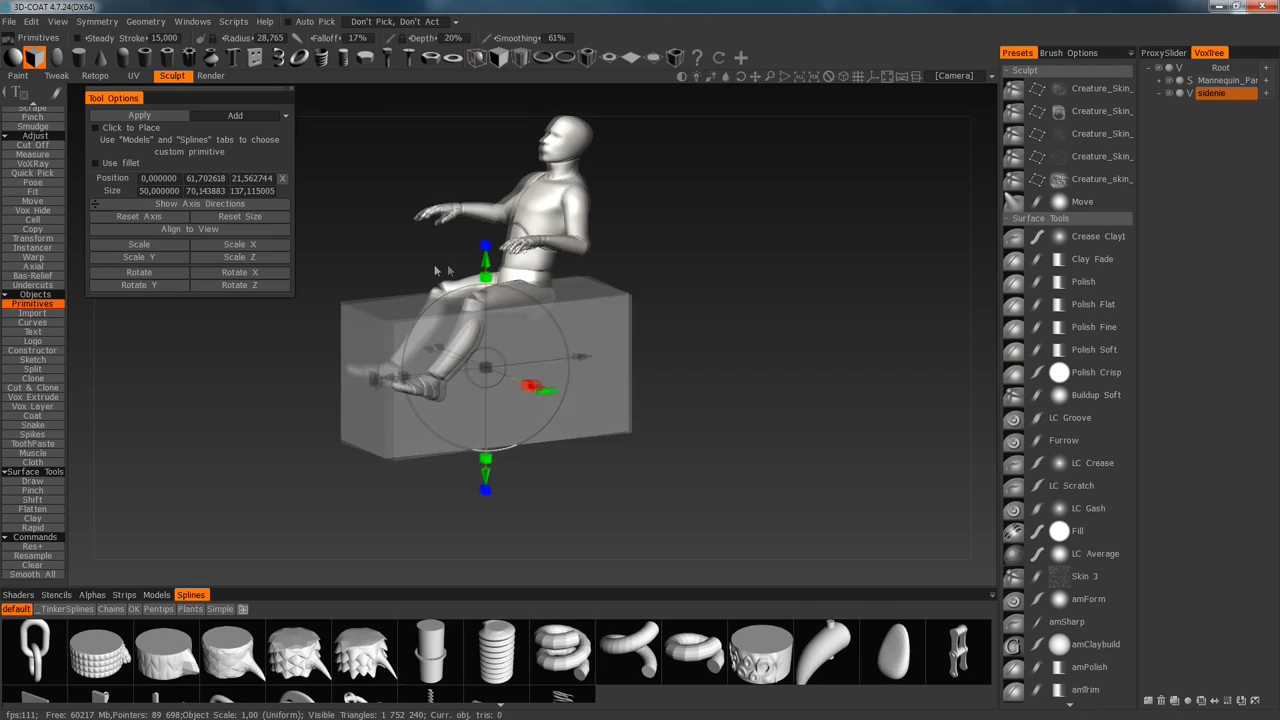 3D-COAT 4.7.24(DX64)
File Edit View Symmetry Geometry Windows Scripts Help Auto Pick Don't Pick, Don't Act
Primitives Steady Stroke 15,000 Radius 28,765 Falloff 17% Depth 20% Smoothing 61%
Paint Tweak Retopo UV Sculpt Render [Camera]
Scrape
Pinch
Smudge
Adjust
Cut Off
Measure
VoXRay
Quick Pick
Pose
Fit
Move
Vox Hide
Cell
Copy
Transform
Instancer
Warp
Axial
Bas-Relief
Undercuts
Objects
Primitives
Import
Curves
Text
Logo
Constructor
Sketch
Split
Clone
Cut & Clone
Vox Extrude
Vox Layer
Coat
Snake
Spikes
ToothPaste
Muscle
Cloth
Surface Tools
Draw
Pinch
Shift
Flatten
Clay
Rapid
Commands
Res+
Resample
Clear
Smooth All
Tool Options
Apply Add
Click to Place
Use "Models" and "Splines" tabs to choose
custom primitive
Use fillet
Position 0,000000 61,702618 21,562744 X
Size 50,000000 70,143883 137,115005
Show Axis Directions
Reset Axis Reset Size
Align to View
Scale Scale X
Scale Y Scale Z
Rotate Rotate X
Rotate Y Rotate Z
Presets Brush Options
Sculpt
Creature_Skin_
Creature_Skin_
Creature_Skin_
Creature_Skin_
Creature_skin_
Move
Surface Tools
Crease Clay1
Clay Fade
Polish
Polish Flat
Polish Fine
Polish Soft
Polish Crisp
Buildup Soft
LC Groove
Furrow
LC Crease
LC Scratch
LC Gash
Fill
LC Average
Skin 3
amForm
amSharp
amClaybuild
amPolish
amTrim
ProxySlider VoxTree
V Root +
S Mannequin_Par +
V sidenie +
Shaders Stencils Alphas Strips Models Splines
default _TinkerSplines Chains OK Pentips Plants Simple
fps:111; Free: 60217 Mb,Pointers: 89 698;Object Scale: 1,00 (Uniform); Visible Triangles: 1 752 240; Curr. obj. tris: 0